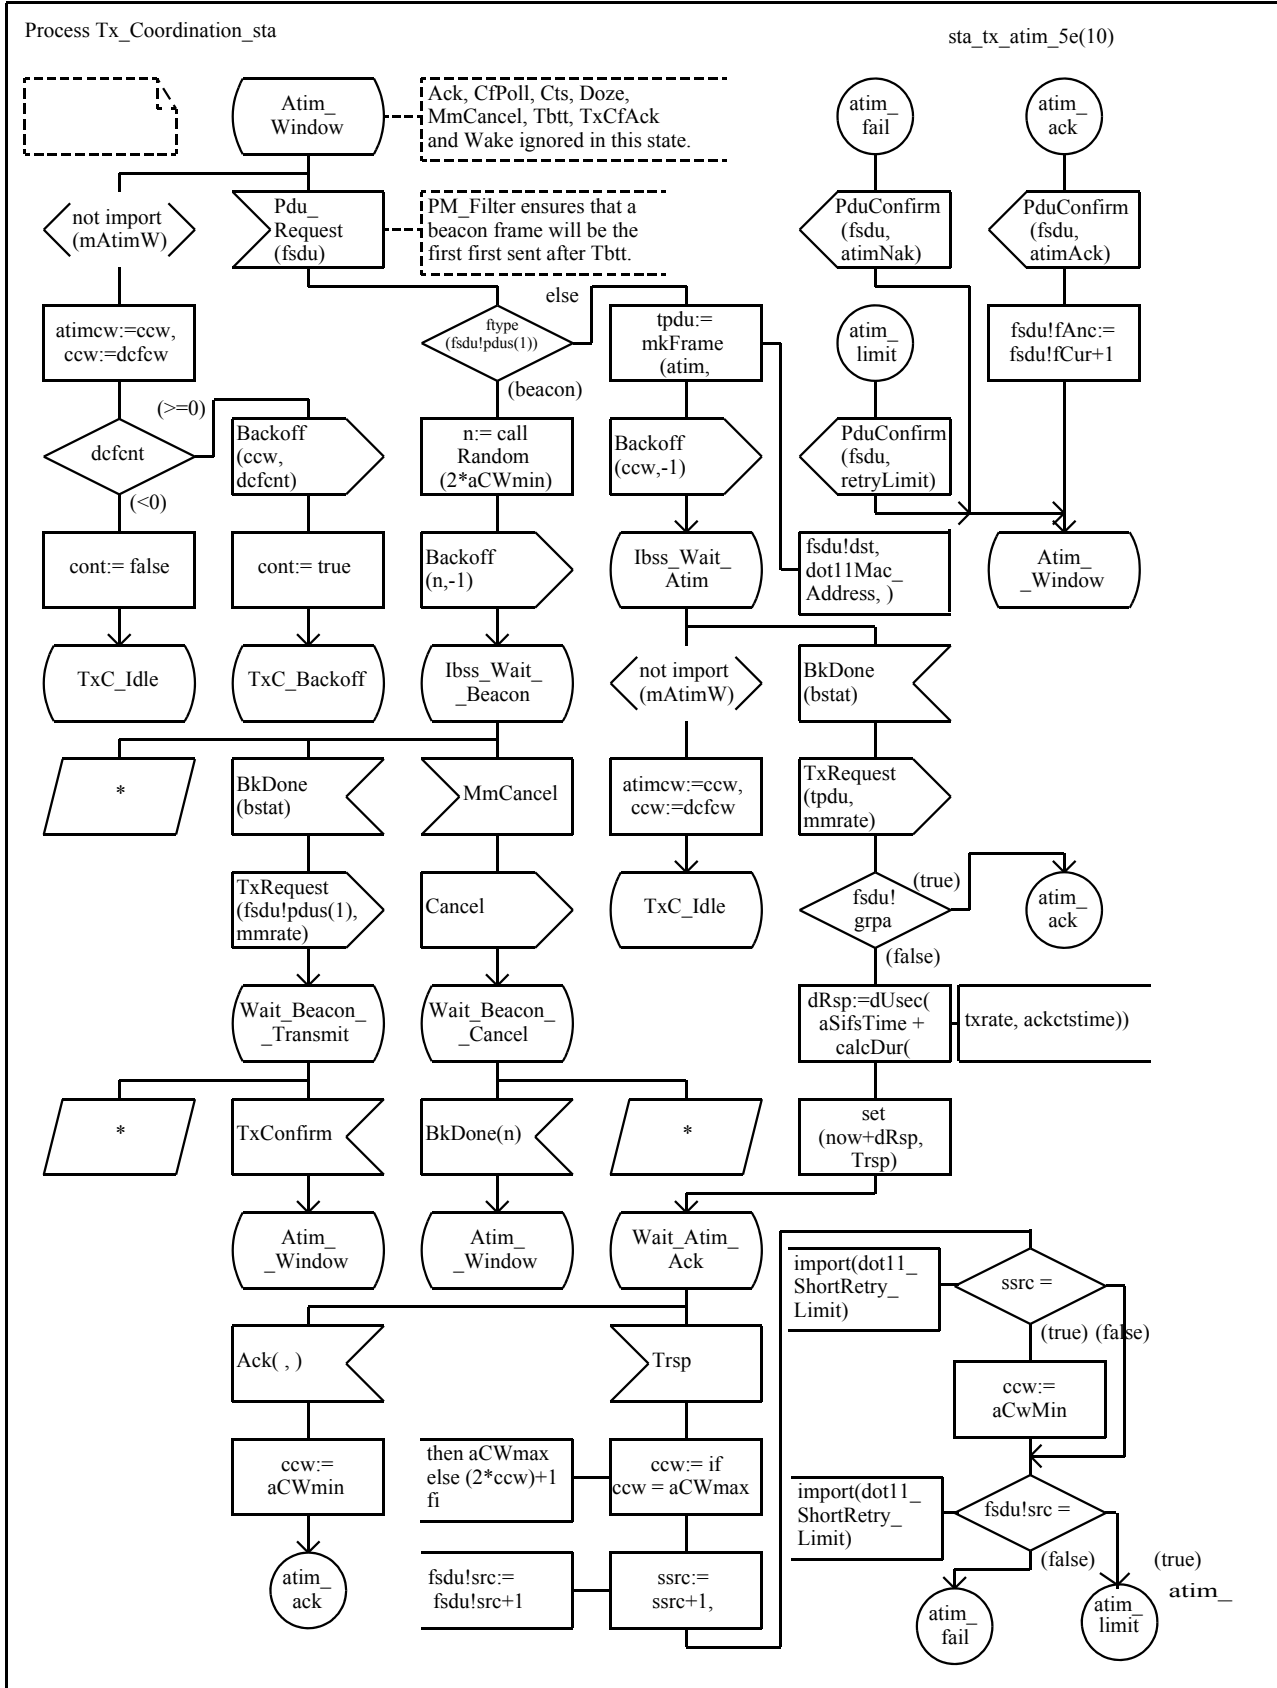 Process Tx_Coordination_sta
sta_tx_atim_5e(10)
Atim_
_Window
Ack, CfPoll, Cts, Doze,
MmCancel, Tbtt, TxCfAck
and Wake ignored in this state.
atim_
fail
atim_
ack
not import
(mAtimW)
Pdu_
_Request
(fsdu)
PM_Filter ensures that a
beacon frame will be the
first first sent after Tbtt.
PduConfirm
(fsdu,
atimNak)
PduConfirm
(fsdu,
atimAck)
else
atimcw:=ccw,
ccw:=dcfcw
ftype
(fsdu!pdus(1))
tpdu:=
mkFrame
(atim,
atim_
limit
fsdu!fAnc:=
fsdu!fCur+1
(beacon)
(>=0)
dcfcnt
Backoff
(ccw,
dcfcnt)
n:= call
Random
(2*aCWmin)
Backoff
(ccw,-1)
PduConfirm
(fsdu,
retryLimit)
(<0)
cont:= false
cont:= true
Backoff
(n,-1)
Ibss_Wait_
_Atim
fsdu!dst,
dot11Mac_
_Address, )
Atim_
_Window
TxC_Idle
TxC_Backoff
Ibss_Wait_
_Beacon
not import
(mAtimW)
BkDone
(bstat)
*
BkDone
(bstat)
MmCancel
atimcw:=ccw,
ccw:=dcfcw
TxRequest
(tpdu,
mmrate)
TxRequest
(fsdu!pdus(1),
mmrate)
Cancel
TxC_Idle
fsdu!
grpa
(true)
atim_
ack
(false)
Wait_Beacon_
_Transmit
Wait_Beacon_
_Cancel
dRsp:=dUsec(
aSifsTime +
calcDur(
txrate, ackctstime))
*
TxConfirm
BkDone(n)
*
set
(now+dRsp,
Trsp)
Atim_
_Window
Atim_
_Window
Wait_Atim_
_Ack
import(dot11_
_ShortRetry_
_Limit)
ssrc =
(true) (false)
Ack( , )
Trsp
ccw:=
aCwMin
ccw:=
aCWmin
then aCWmax
else (2*ccw)+1
fi
ccw:= if
ccw = aCWmax
import(dot11_
_ShortRetry_
_Limit)
fsdu!src =
(false)
(true)
atim_
ack
fsdu!src:=
fsdu!src+1
ssrc:=
ssrc+1,
atim_
fail
atim_
limit
atim_